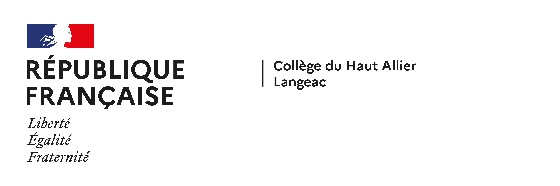 RÉPUBLIQUE
FRANÇAISE
Liberté
Égalité
Fraternité
Collège du Haut Allier
Langeac